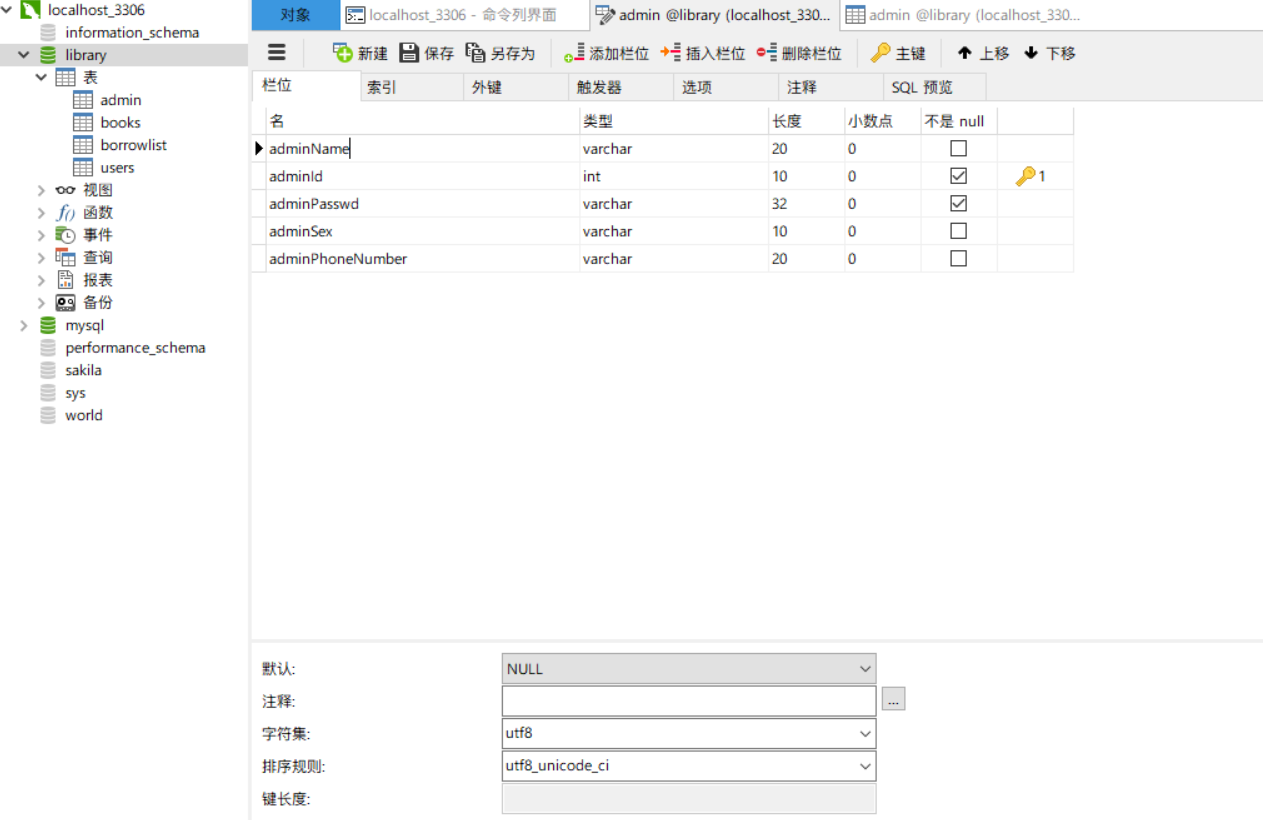 localhost_3306
information_schema
library
表
admin
books
borrowlist
users
视图
函数
事件
查询
报表
备份
mysql
performance_schema
sakila
sys
world
对象 localhost_3306 - 命令列界面 admin @library (localhost_330... admin @library (localhost_330...
新建 保存 另存为 添加栏位 插入栏位 删除栏位 主键 上移 下移
栏位 索引 外键 触发器 选项 注释 SQL 预览
名 类型 长度 小数点 不是 null
adminName varchar 20 0
adminId int 10 0 1
adminPasswd varchar 32 0
adminSex varchar 10 0
adminPhoneNumber varchar 20 0
默认: NULL
注释: ...
字符集: utf8
排序规则: utf8_unicode_ci
键长度: